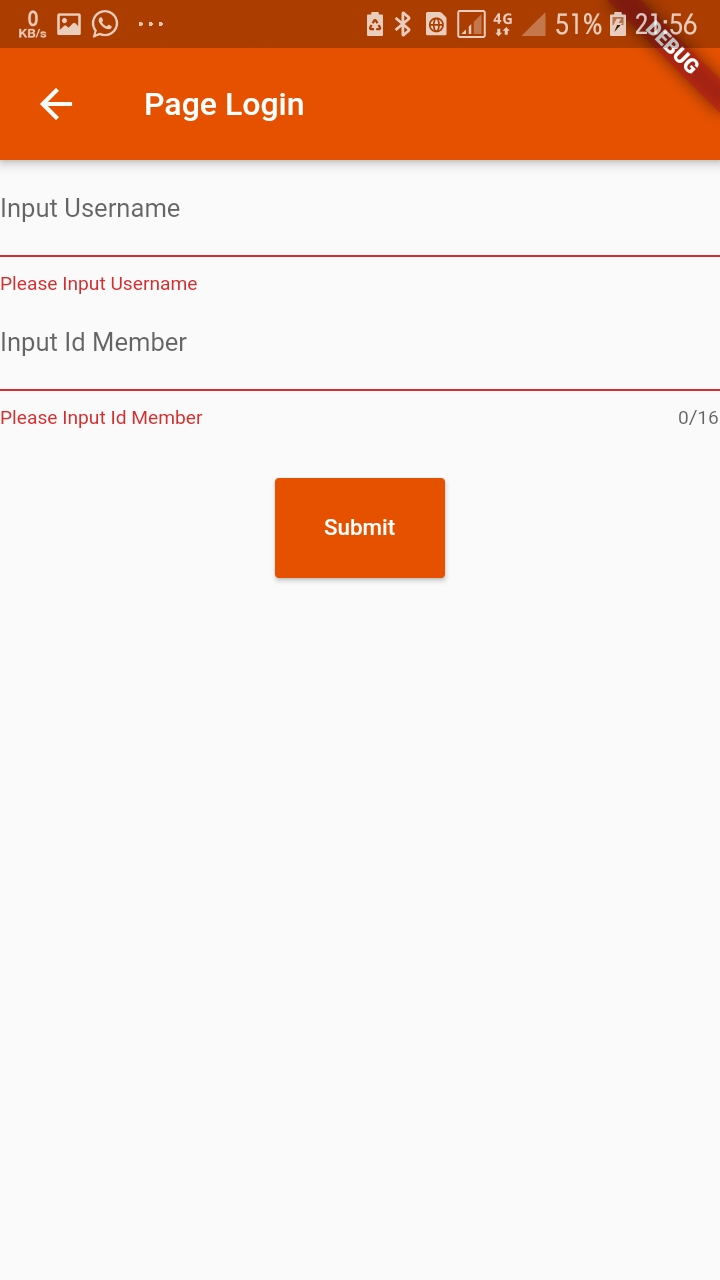 0
KB/s
4G
51%
21:56
DEBUG
Page Login
Input Username
Please Input Username
Input Id Member
Please Input Id Member
0/16
Submit